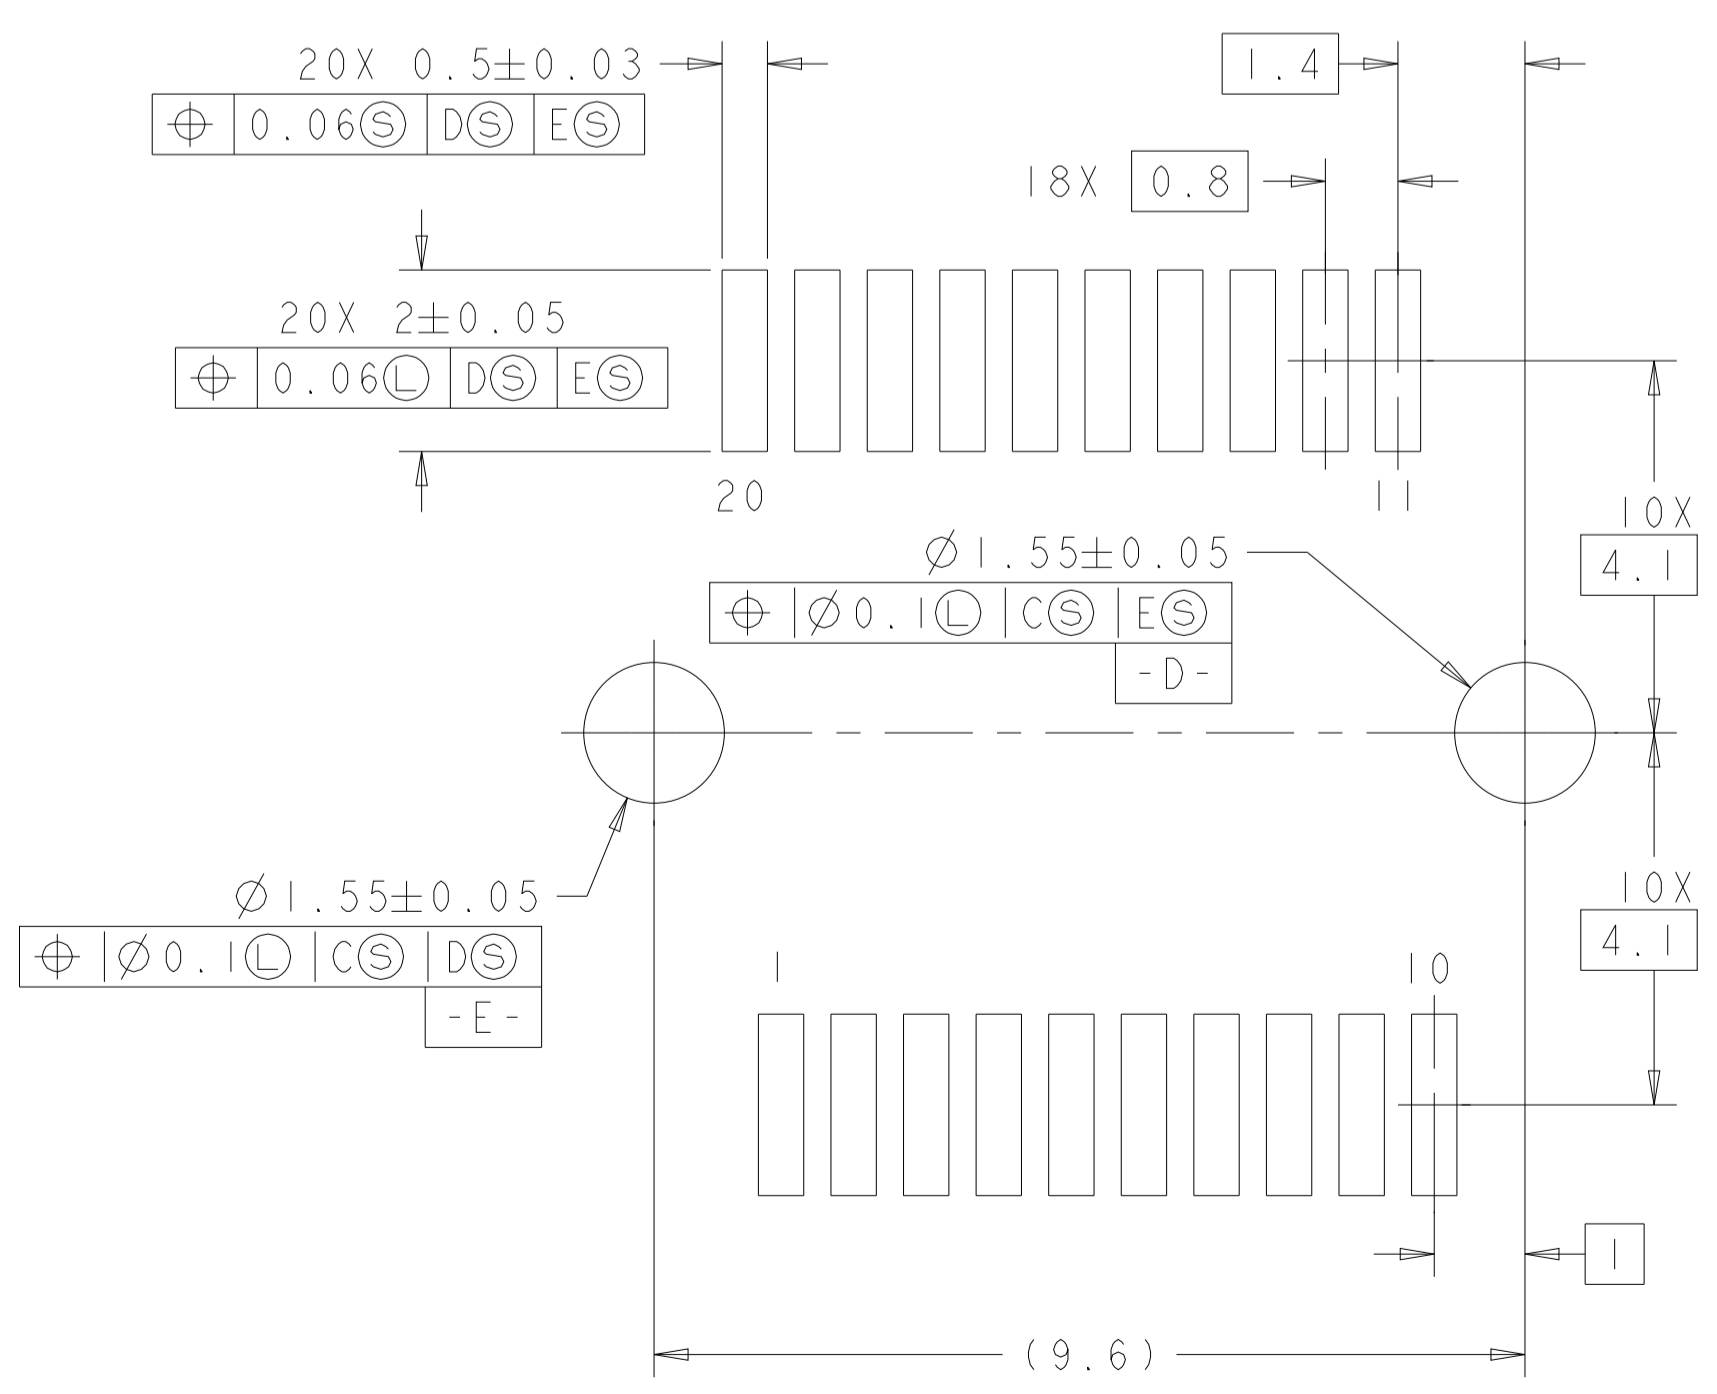 20X 0.5±0.03
⌖ 0.06Ⓢ DⓈ EⓈ
1.4
18X 0.8
20X 2±0.05
⌖ 0.06Ⓛ DⓈ EⓈ
20
11
10X
4.1
Ø1.55±0.05
⌖ Ø0.1Ⓛ CⓈ EⓈ
-D-
Ø1.55±0.05
⌖ Ø0.1Ⓛ CⓈ DⓈ
-E-
10X
4.1
1
10
1
(9.6)